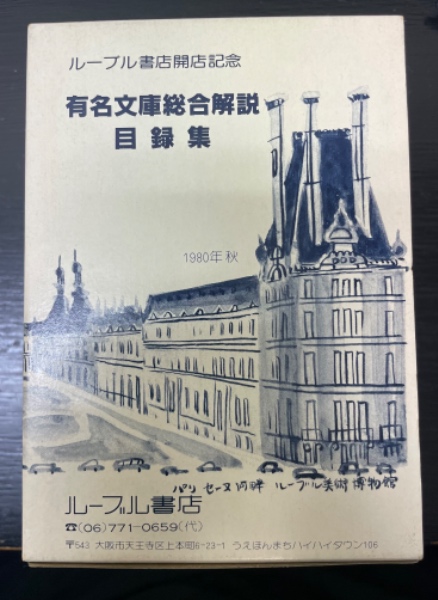 ルーブル書店開店記念
有名文庫総合解説
目録集
1980年秋
パリ セーヌ河畔 ルーブル美術博物館
ルーブル書店
☎(06)771-0659(代)
〒543 大阪市天王寺区上本町6-23-1 うえほんまちハイハイタウン106